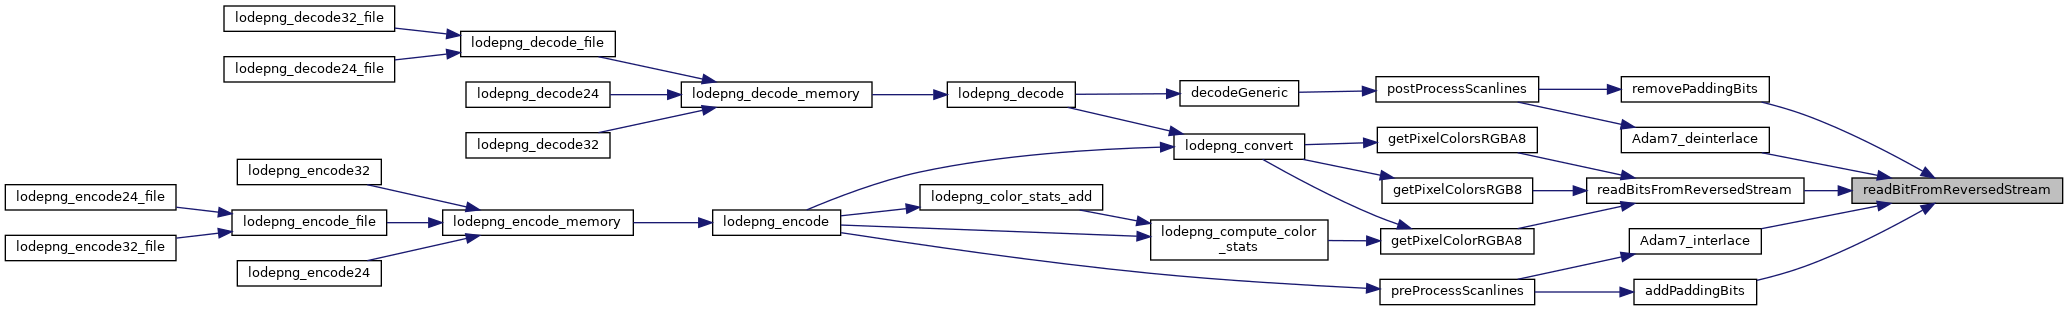 lodepng_decode32_file
lodepng_decode_file
lodepng_decode24_file
lodepng_decode24
lodepng_decode_memory
lodepng_decode
decodeGeneric
postProcessScanlines
removePaddingBits
lodepng_decode32
lodepng_convert
getPixelColorsRGBA8
Adam7_deinterlace
lodepng_encode32
lodepng_encode24_file
lodepng_color_stats_add
getPixelColorsRGB8
readBitsFromReversedStream
readBitFromReversedStream
lodepng_encode_file
lodepng_encode_memory
lodepng_encode
lodepng_encode32_file
lodepng_compute_color
_stats
getPixelColorRGBA8
Adam7_interlace
lodepng_encode24
preProcessScanlines
addPaddingBits